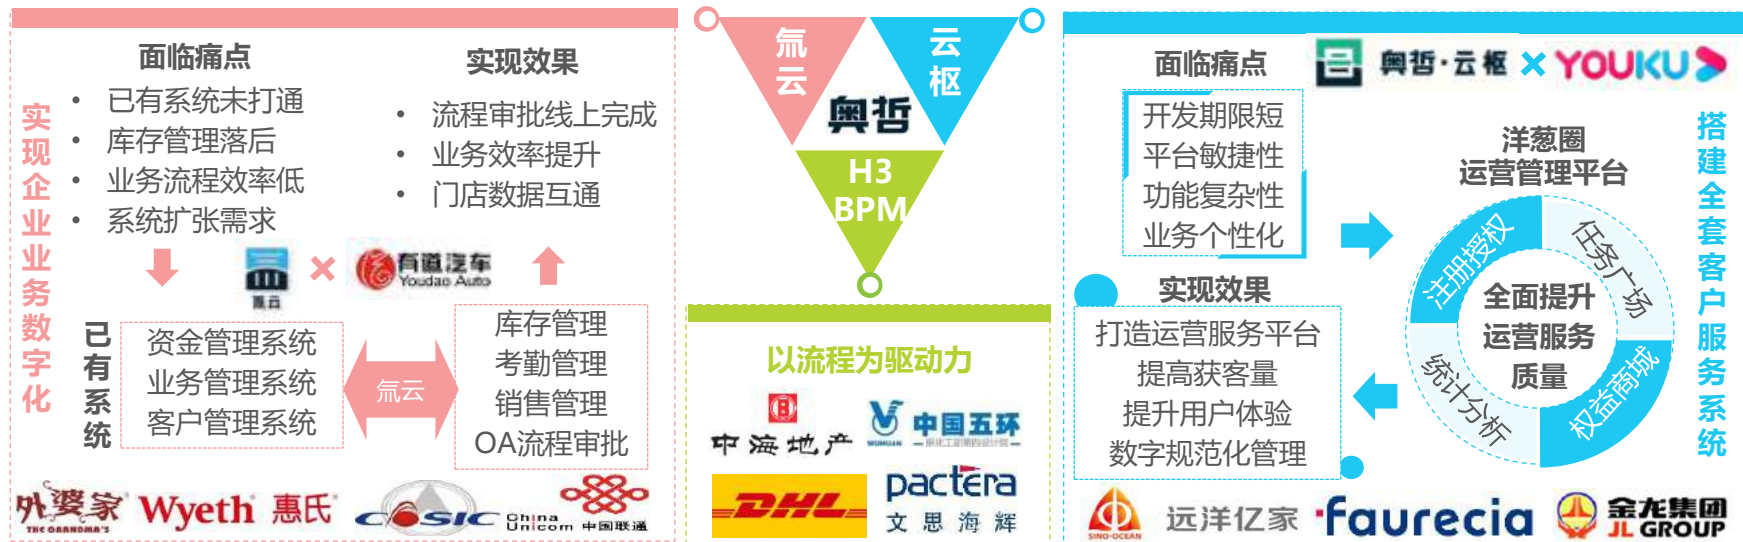 实现企业业务数字化
面临痛点
• 已有系统未打通
• 库存管理落后
• 业务流程效率低
• 系统扩张需求
实现效果
• 流程审批线上完成
• 业务效率提升
• 门店数据互通
氚云
×
有道汽车
Youdao Auto
已有系统
资金管理系统
业务管理系统
客户管理系统
氚云
库存管理
考勤管理
销售管理
OA流程审批
外婆家
THE GRANDMA'S
Wyeth 惠氏
CASIC
China
Unicom 中国联通
氚云
云枢
奥哲
H3
BPM
以流程为驱动力
中海地产
WUHUAN
中国五环
DHL
pactera
文思海辉
面临痛点
奥哲·云枢 × YOUKU
开发期限短
平台敏捷性
功能复杂性
业务个性化
实现效果
打造运营服务平台
提高获客量
提升用户体验
数字规范化管理
洋葱圈
运营管理平台
注册授权
任务广场
统计分析
权益商城
全面提升
运营服务
质量
搭建全套客户服务系统
SINO-OCEAN
远洋亿家
faurecia
金龙集团
JL GROUP